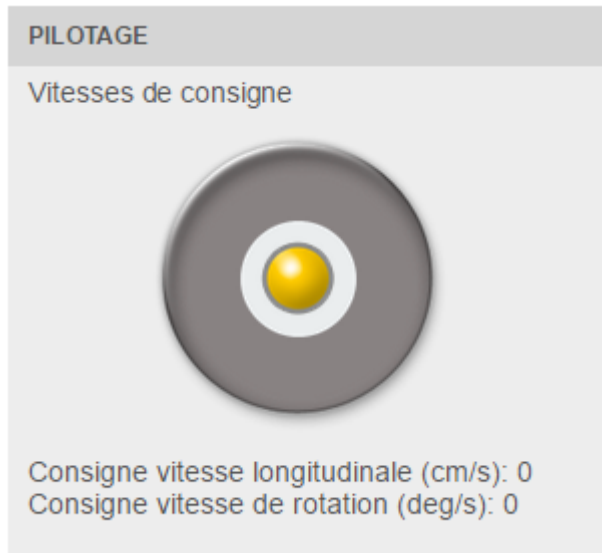 PILOTAGE
Vitesses de consigne
Consigne vitesse longitudinale (cm/s): 0
Consigne vitesse de rotation (deg/s): 0